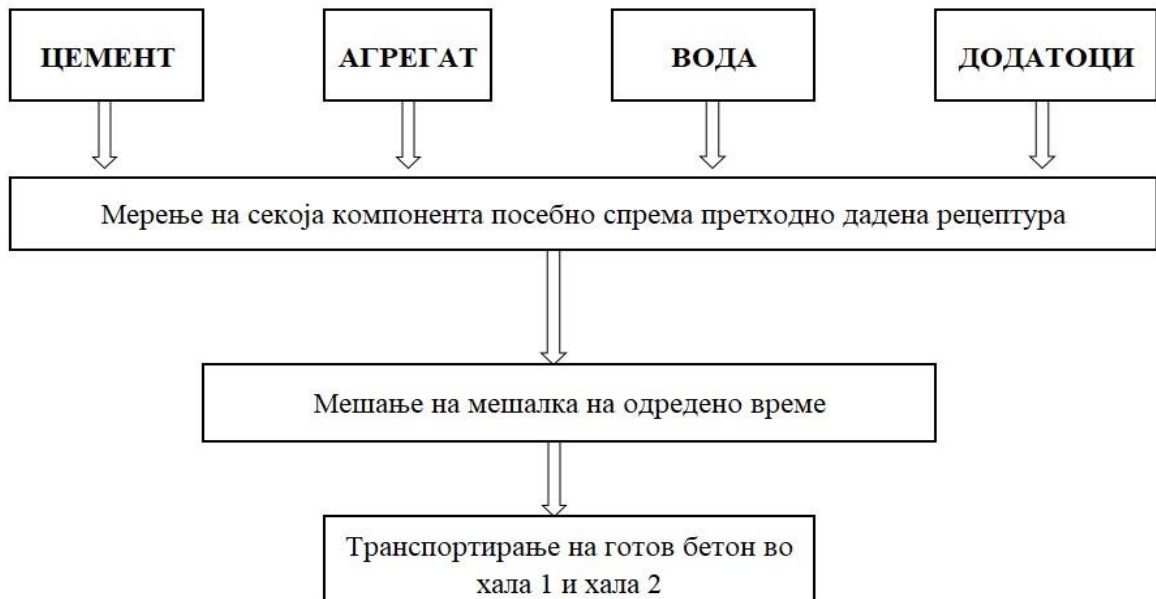 ЦЕМЕНТ
АГРЕГАТ
ВОДА
ДОДАТОЦИ
Мерење на секоја компонента посебно спрема претходно дадена рецептура
Мешање на мешалка на одредено време
Транспортирање на готов бетон во
хала 1 и хала 2